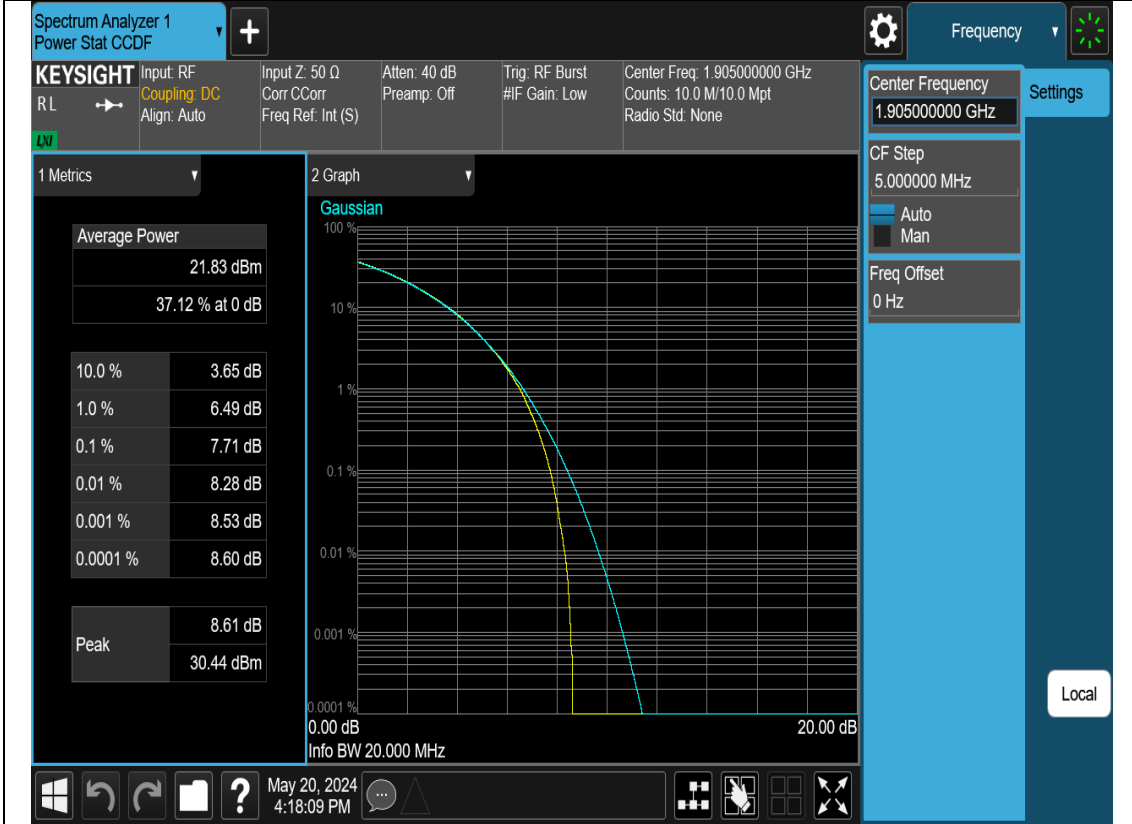 Spectrum Analyzer 1
Power Stat CCDF
Frequency
KEYSIGHT
RL
LXI
Input: RF
Coupling: DC
Align: Auto
Input Z: 50 Ω
Corr CCorr
Freq Ref: Int (S)
Atten: 40 dB
Preamp: Off
Trig: RF Burst
#IF Gain: Low
Center Freq: 1.905000000 GHz
Counts: 10.0 M/10.0 Mpt
Radio Std: None
Center Frequency
1.905000000 GHz
Settings
CF Step
5.000000 MHz
Auto
Man
Freq Offset
0 Hz
1 Metrics
Average Power
21.83 dBm
37.12 % at 0 dB
10.0 % 3.65 dB
1.0 % 6.49 dB
0.1 % 7.71 dB
0.01 % 8.28 dB
0.001 % 8.53 dB
0.0001 % 8.60 dB
Peak
8.61 dB
30.44 dBm
2 Graph
Gaussian
100 %
10 %
1 %
0.1 %
0.01 %
0.001 %
0.0001 %
0.00 dB 20.00 dB
Info BW 20.000 MHz
Local
?
May 20, 2024
4:18:09 PM